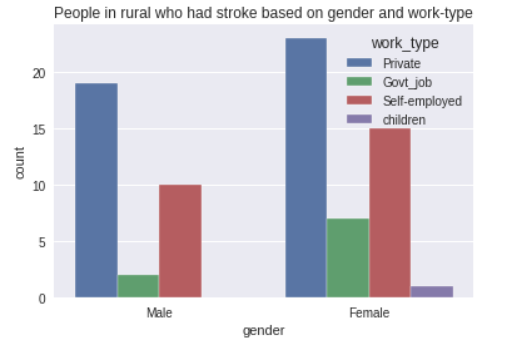 People in rural who had stroke based on gender and work-type
work_type
Private
Govt_job
Self-employed
children
count
20
15
10
5
0
Male
Female
gender